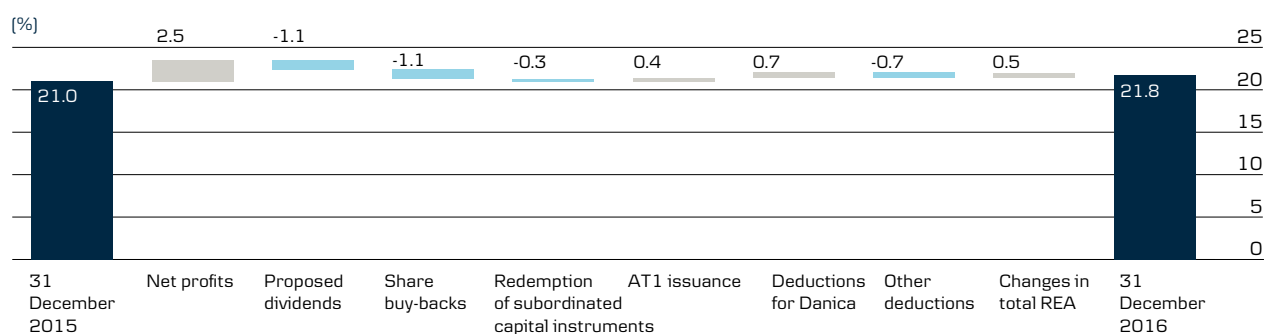 (%)
2.5
-1.1
-1.1
-0.3
0.4
0.7
-0.7
0.5
25
20
15
10
5
0
21.0
21.8
31
December
2015
Net profits
Proposed
dividends
Share
buy-backs
Redemption
of subordinated
capital instruments
AT1 issuance
Deductions
for Danica
Other
deductions
Changes in
total REA
31
December
2016